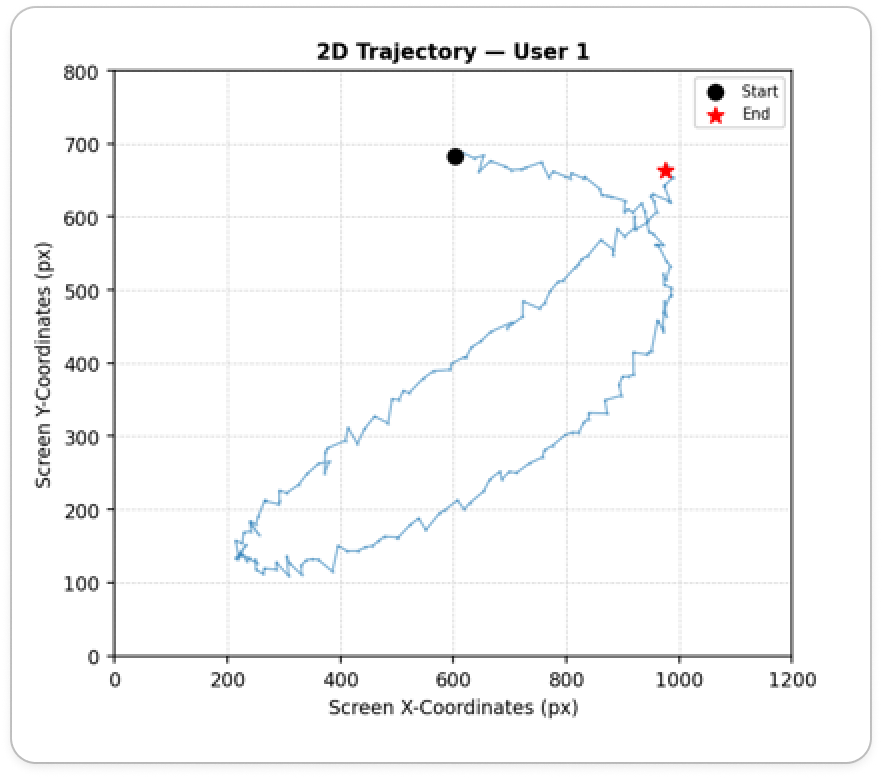 2D Trajectory — User 1
Start
End
800
700
600
500
400
300
200
100
0
Screen Y-Coordinates (px)
0 200 400 600 800 1000 1200
Screen X-Coordinates (px)